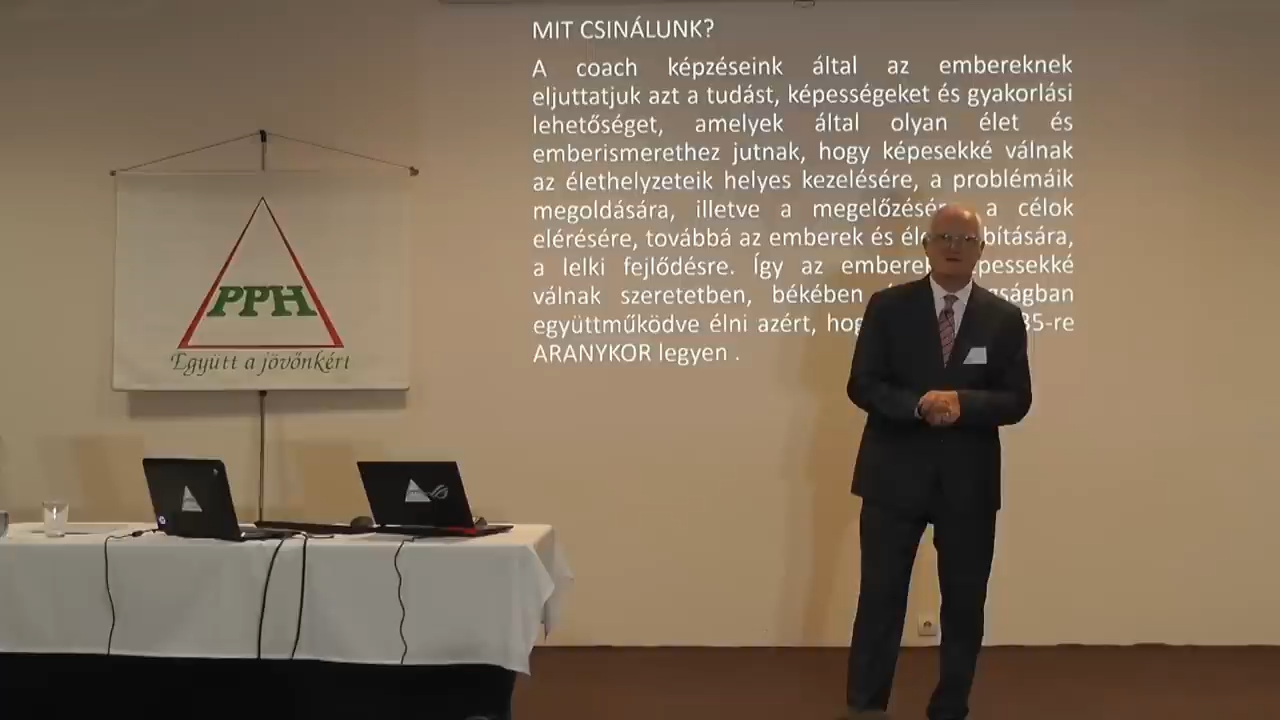 MIT CSINÁLUNK?
A coach képzéseink által az embereknek
eljuttatjuk azt a tudást, képességeket és gyakorlási
lehetőséget, amelyek által olyan élet és
emberismerethez jutnak, hogy képesekké válnak
az élethelyzeteik helyes kezelésére, a problémáik
megoldására, illetve a a célok
elérésére, továbbá az emberek és
a lelki fejlődésre. Így az
válnak szeretetben, békében
együttműködve élni azért,
ARANYKOR legyen .
PPH
Együtt a jövőnkért